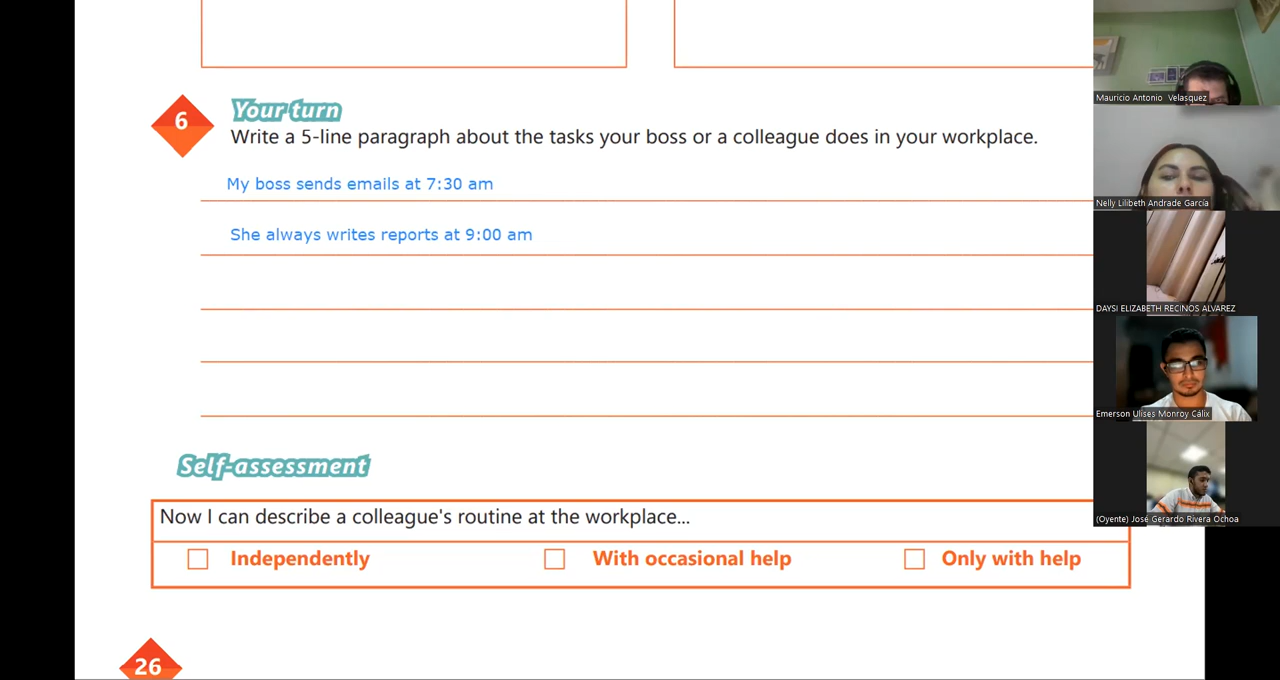 6
Your turn
Write a 5-line paragraph about the tasks your boss or a colleague does in your workplace.
My boss sends emails at 7:30 am
She always writes reports at 9:00 am
Self-assessment
Now I can describe a colleague's routine at the workplace...
Independently
With occasional help
Only with help
26
Mauricio Antonio Velasquez
Nelly Lilibeth Andrade García
DAYSI ELIZABETH RECINOS ALVAREZ
Emerson Ulises Monroy Cálix
(Oyente) José Gerardo Rivera Ochoa